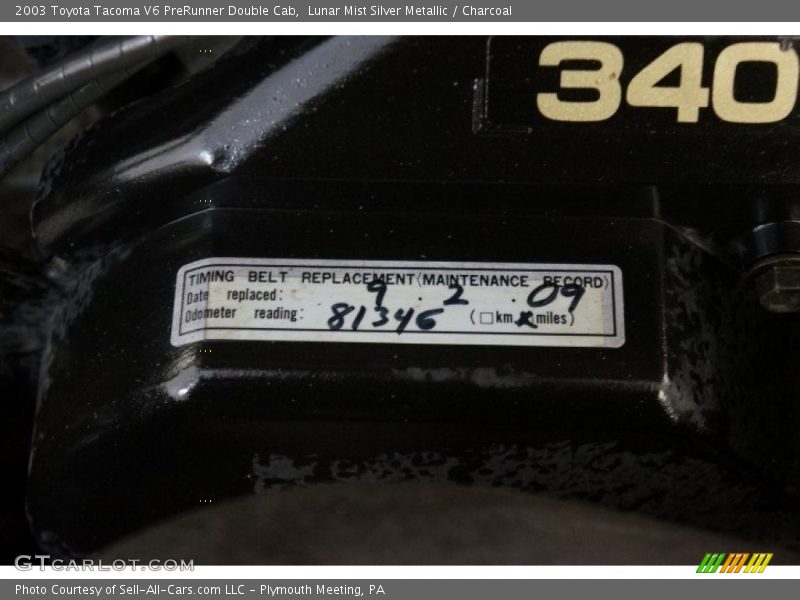 2003 Toyota Tacoma V6 PreRunner Double Cab, Lunar Mist Silver Metallic / Charcoal
340
TIMING BELT REPLACEMENT (MAINTENANCE RECORD)
Date replaced: 9 . 2 . 09
Odometer reading: 81346 (□km x miles)
GTCARLOT.COM
Photo Courtesy of Sell-All-Cars.com LLC - Plymouth Meeting, PA